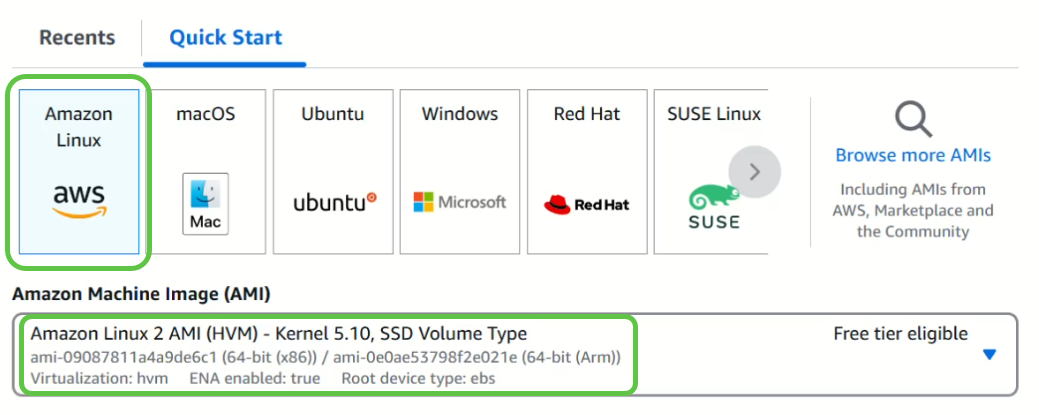 Recents
Quick Start
Amazon
Linux
aws
macOS
Mac
Ubuntu
ubuntu
Windows
Microsoft
Red Hat
Red Hat
SUSE Linux
SUSE
Browse more AMIs
Including AMIs from
AWS, Marketplace and
the Community
Amazon Machine Image (AMI)
Amazon Linux 2 AMI (HVM) - Kernel 5.10, SSD Volume Type
Free tier eligible
ami-09087811a4a9de6c1 (64-bit (x86)) / ami-0e0ae53798f2e021e (64-bit (Arm))
Virtualization: hvm ENA enabled: true Root device type: ebs